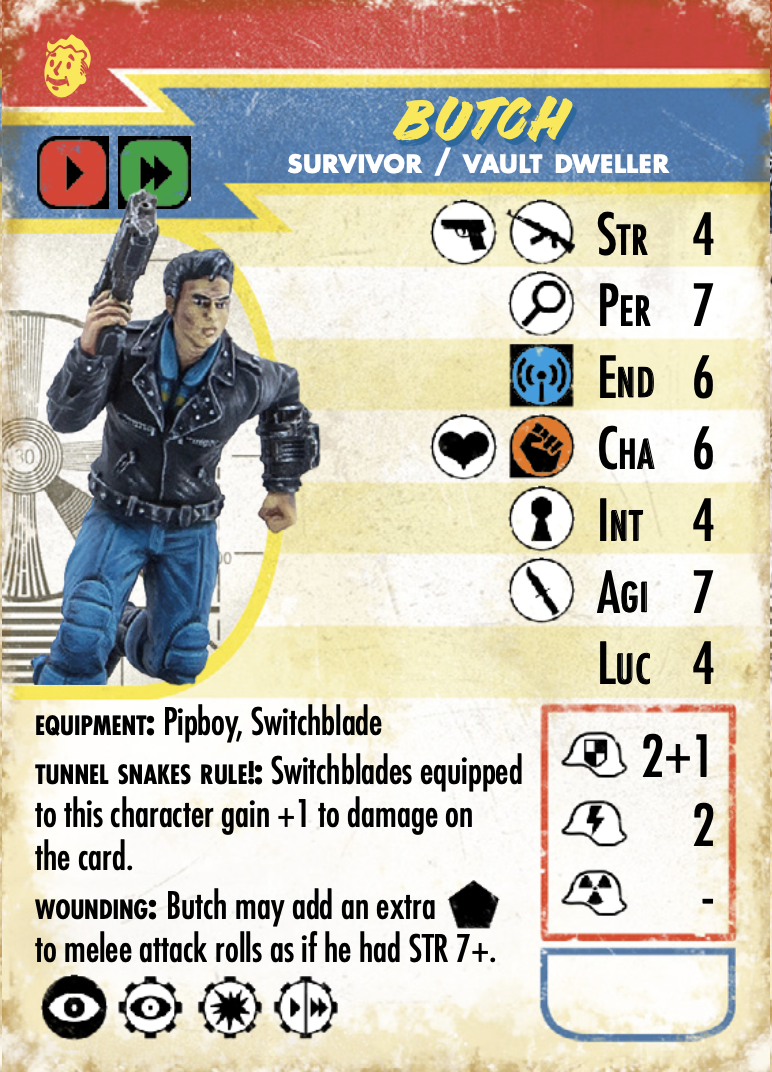 BUTCH
SURVIVOR / VAULT DWELLER
STR 4
PER 7
END 6
CHA 6
INT 4
AGI 7
LUC 4
30
00
EQUIPMENT: Pipboy, Switchblade
TUNNEL SNAKES RULE!: Switchblades equipped
to this character gain +1 to damage on
the card.
WOUNDING: Butch may add an extra
to melee attack rolls as if he had STR 7+.
2+1
2
-